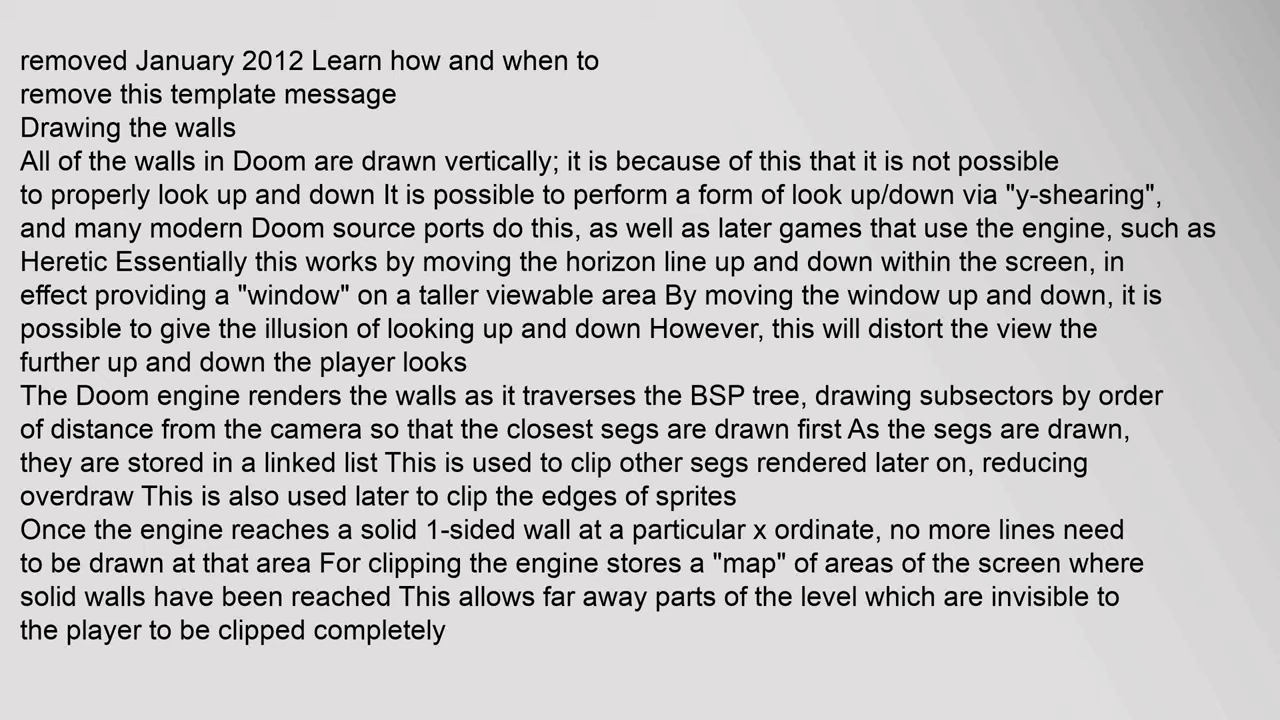 removed January 2012 Learn how and when to
remove this template message
Drawing the walls
All of the walls in Doom are drawn vertically; it is because of this that it is not possible
to properly look up and down It is possible to perform a form of look up/down via "y-shearing",
and many modern Doom source ports do this, as well as later games that use the engine, such as
Heretic Essentially this works by moving the horizon line up and down within the screen, in
effect providing a "window" on a taller viewable area By moving the window up and down, it is
possible to give the illusion of looking up and down However, this will distort the view the
further up and down the player looks
The Doom engine renders the walls as it traverses the BSP tree, drawing subsectors by order
of distance from the camera so that the closest segs are drawn first As the segs are drawn,
they are stored in a linked list This is used to clip other segs rendered later on, reducing
overdraw This is also used later to clip the edges of sprites
Once the engine reaches a solid 1-sided wall at a particular x ordinate, no more lines need
to be drawn at that area For clipping the engine stores a "map" of areas of the screen where
solid walls have been reached This allows far away parts of the level which are invisible to
the player to be clipped completely